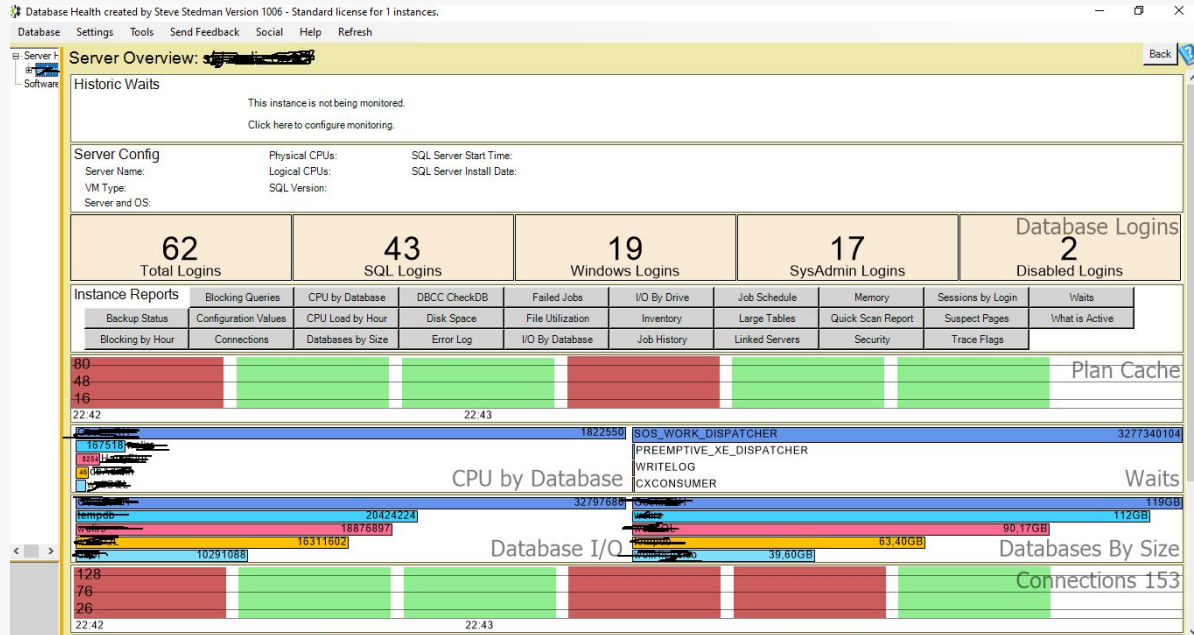 Database Health created by Steve Stedman Version 1006 - Standard license for 1 instances.
Database Settings Tools Send Feedback Social Help Refresh
Server H
Software
Server Overview:
Back
Historic Waits
This instance is not being monitored.
Click here to configure monitoring.
Server Config Physical CPUs: SQL Server Start Time:
Server Name: Logical CPUs: SQL Server Install Date:
VM Type: SQL Version:
Server and OS:
Database Logins
62 43 19 17 2
Total Logins SQL Logins Windows Logins SysAdmin Logins Disabled Logins
Instance Reports Blocking Queries CPU by Database DBCC CheckDB Failed Jobs I/O By Drive Job Schedule Memory Sessions by Login Waits
Backup Status Configuration Values CPU Load by Hour Disk Space File Utilization Inventory Large Tables Quick Scan Report Suspect Pages What is Active
Blocking by Hour Connections Databases by Size Error Log I/O By Database Job History Linked Servers Security Trace Flags
80 Plan Cache
48
16
22:42 22:43
1822550 SOS_WORK_DISPATCHER 3277340104
167518 PREEMPTIVE_XE_DISPATCHER
8254 WRITELOG
CPU by Database CXCONSUMER Waits
32797686 119GB
tempdb 20424224 112GB
18876897 90,17GB
16311602 63,40GB
10291088 Database I/O 39,60GB Databases By Size
128 Connections 153
76
26
22:42 22:43